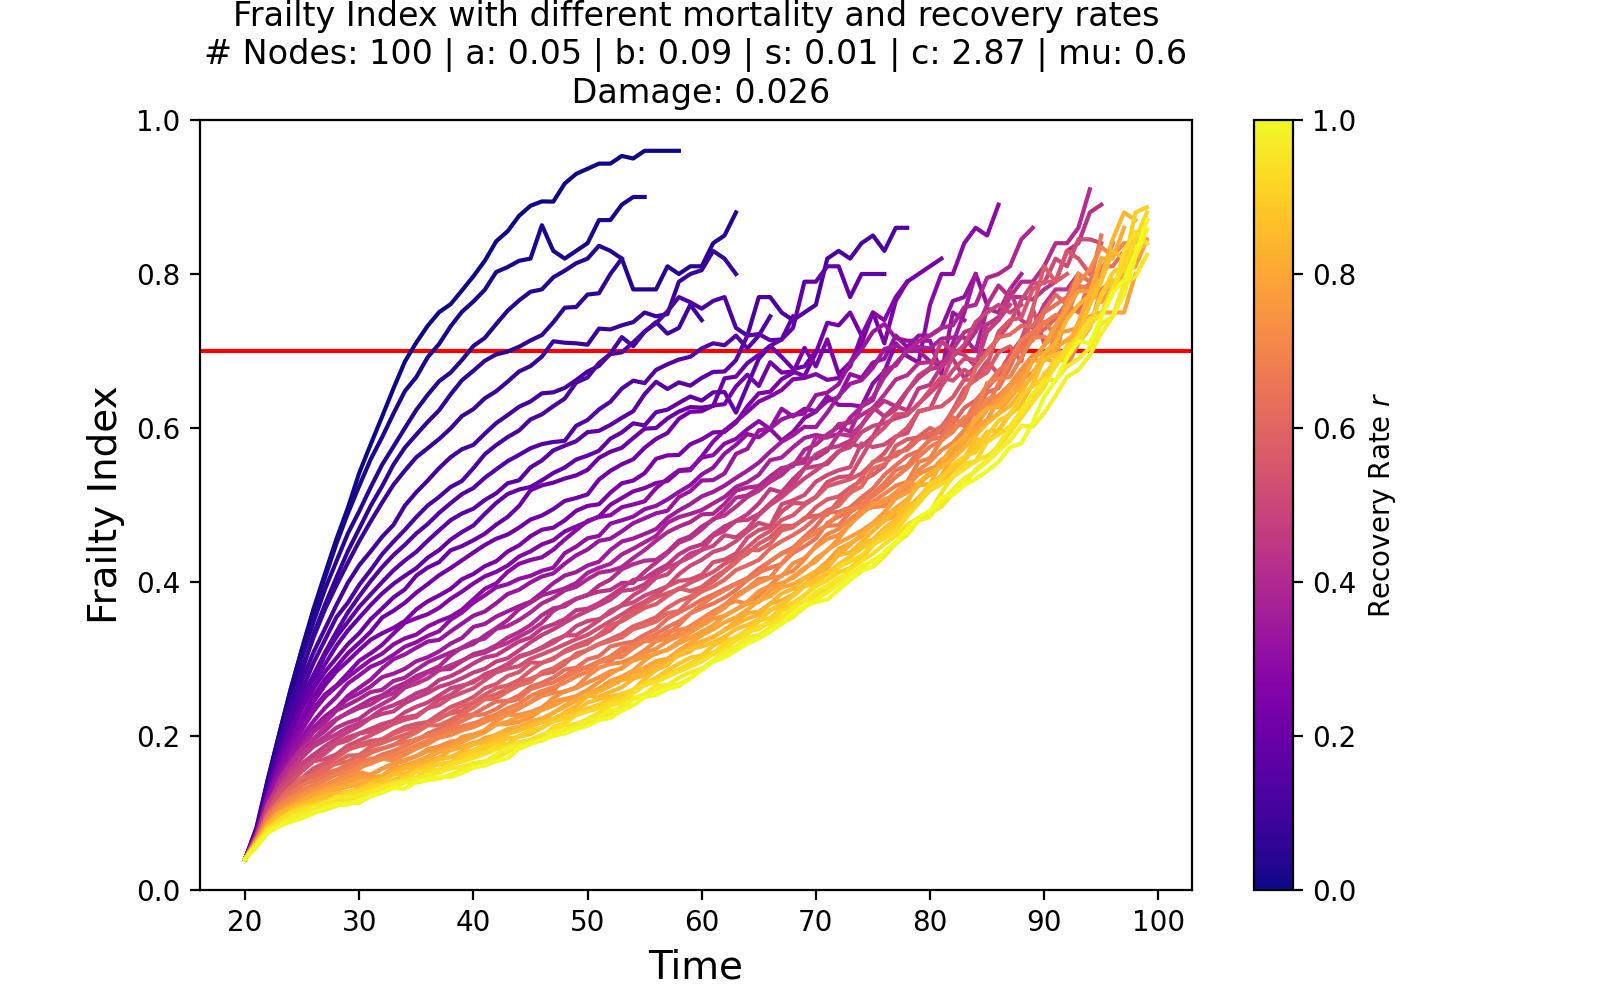 Frailty Index with different mortality and recovery rates
# Nodes: 100 | a: 0.05 | b: 0.09 | s: 0.01 | c: 2.87 | mu: 0.6
Damage: 0.026
1.0
0.8
0.6
0.4
0.2
0.0
Frailty Index
20 30 40 50 60 70 80 90 100
Time
1.0
0.8
0.6
0.4
0.2
0.0
Recovery Rate r